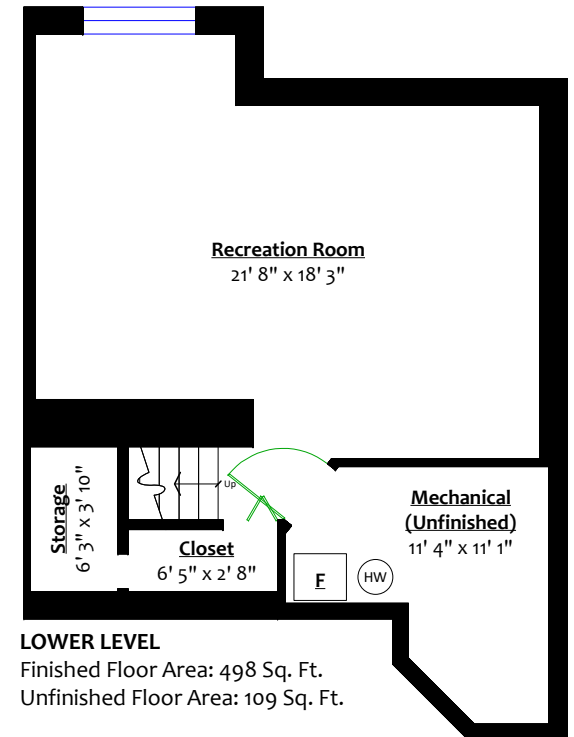 Recreation Room
21' 8" x 18' 3"
Up
Storage
6' 3" x 3' 10"
Closet
6' 5" x 2' 8"
Mechanical
(Unfinished)
11' 4" x 11' 1"
F
HW
LOWER LEVEL
Finished Floor Area: 498 Sq. Ft.
Unfinished Floor Area: 109 Sq. Ft.